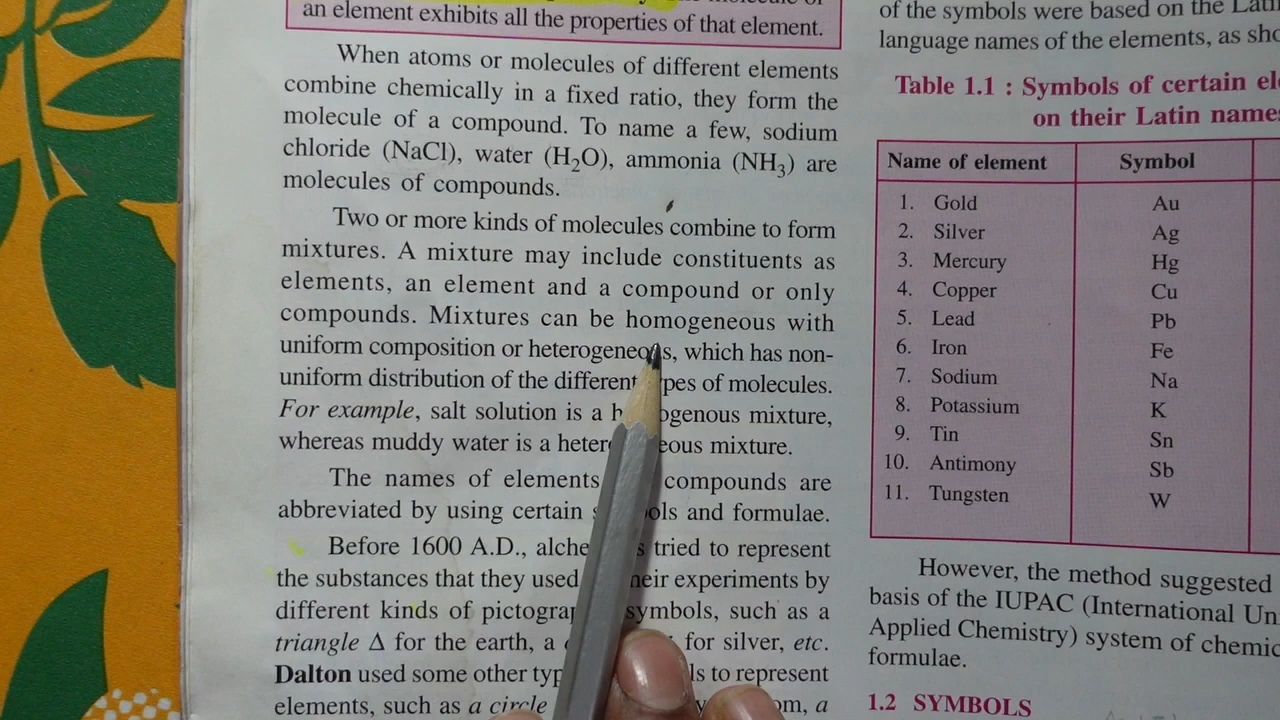 an element exhibits all the properties of that element.
When atoms or molecules of different elements
combine chemically in a fixed ratio, they form the
molecule of a compound. To name a few, sodium
chloride (NaCl), water (H₂O), ammonia (NH₃) are
molecules of compounds.
Two or more kinds of molecules combine to form
mixtures. A mixture may include constituents as
elements, an element and a compound or only
compounds. Mixtures can be homogeneous with
uniform composition or heterogeneous, which has non-
uniform distribution of the different types of molecules.
For example, salt solution is a homogenous mixture,
whereas muddy water is a heterogeneous mixture.
The names of elements compounds are
abbreviated by using certain symbols and formulae.
Before 1600 A.D., alchemists tried to represent
the substances that they used their experiments by
different kinds of pictographic symbols, such as a
triangle Δ for the earth, a for silver, etc.
Dalton used some other to represent
elements, such as a circle a
of the symbols were based on the Latin
language names of the elements, as
Table 1.1 : Symbols of certain
on their Latin names
Name of element Symbol
1. Gold Au
2. Silver Ag
3. Mercury Hg
4. Copper Cu
5. Lead Pb
6. Iron Fe
7. Sodium Na
8. Potassium K
9. Tin Sn
10. Antimony Sb
11. Tungsten W
However, the method suggested
basis of the IUPAC (International
Applied Chemistry) system of
formulae.
1.2 SYMBOLS